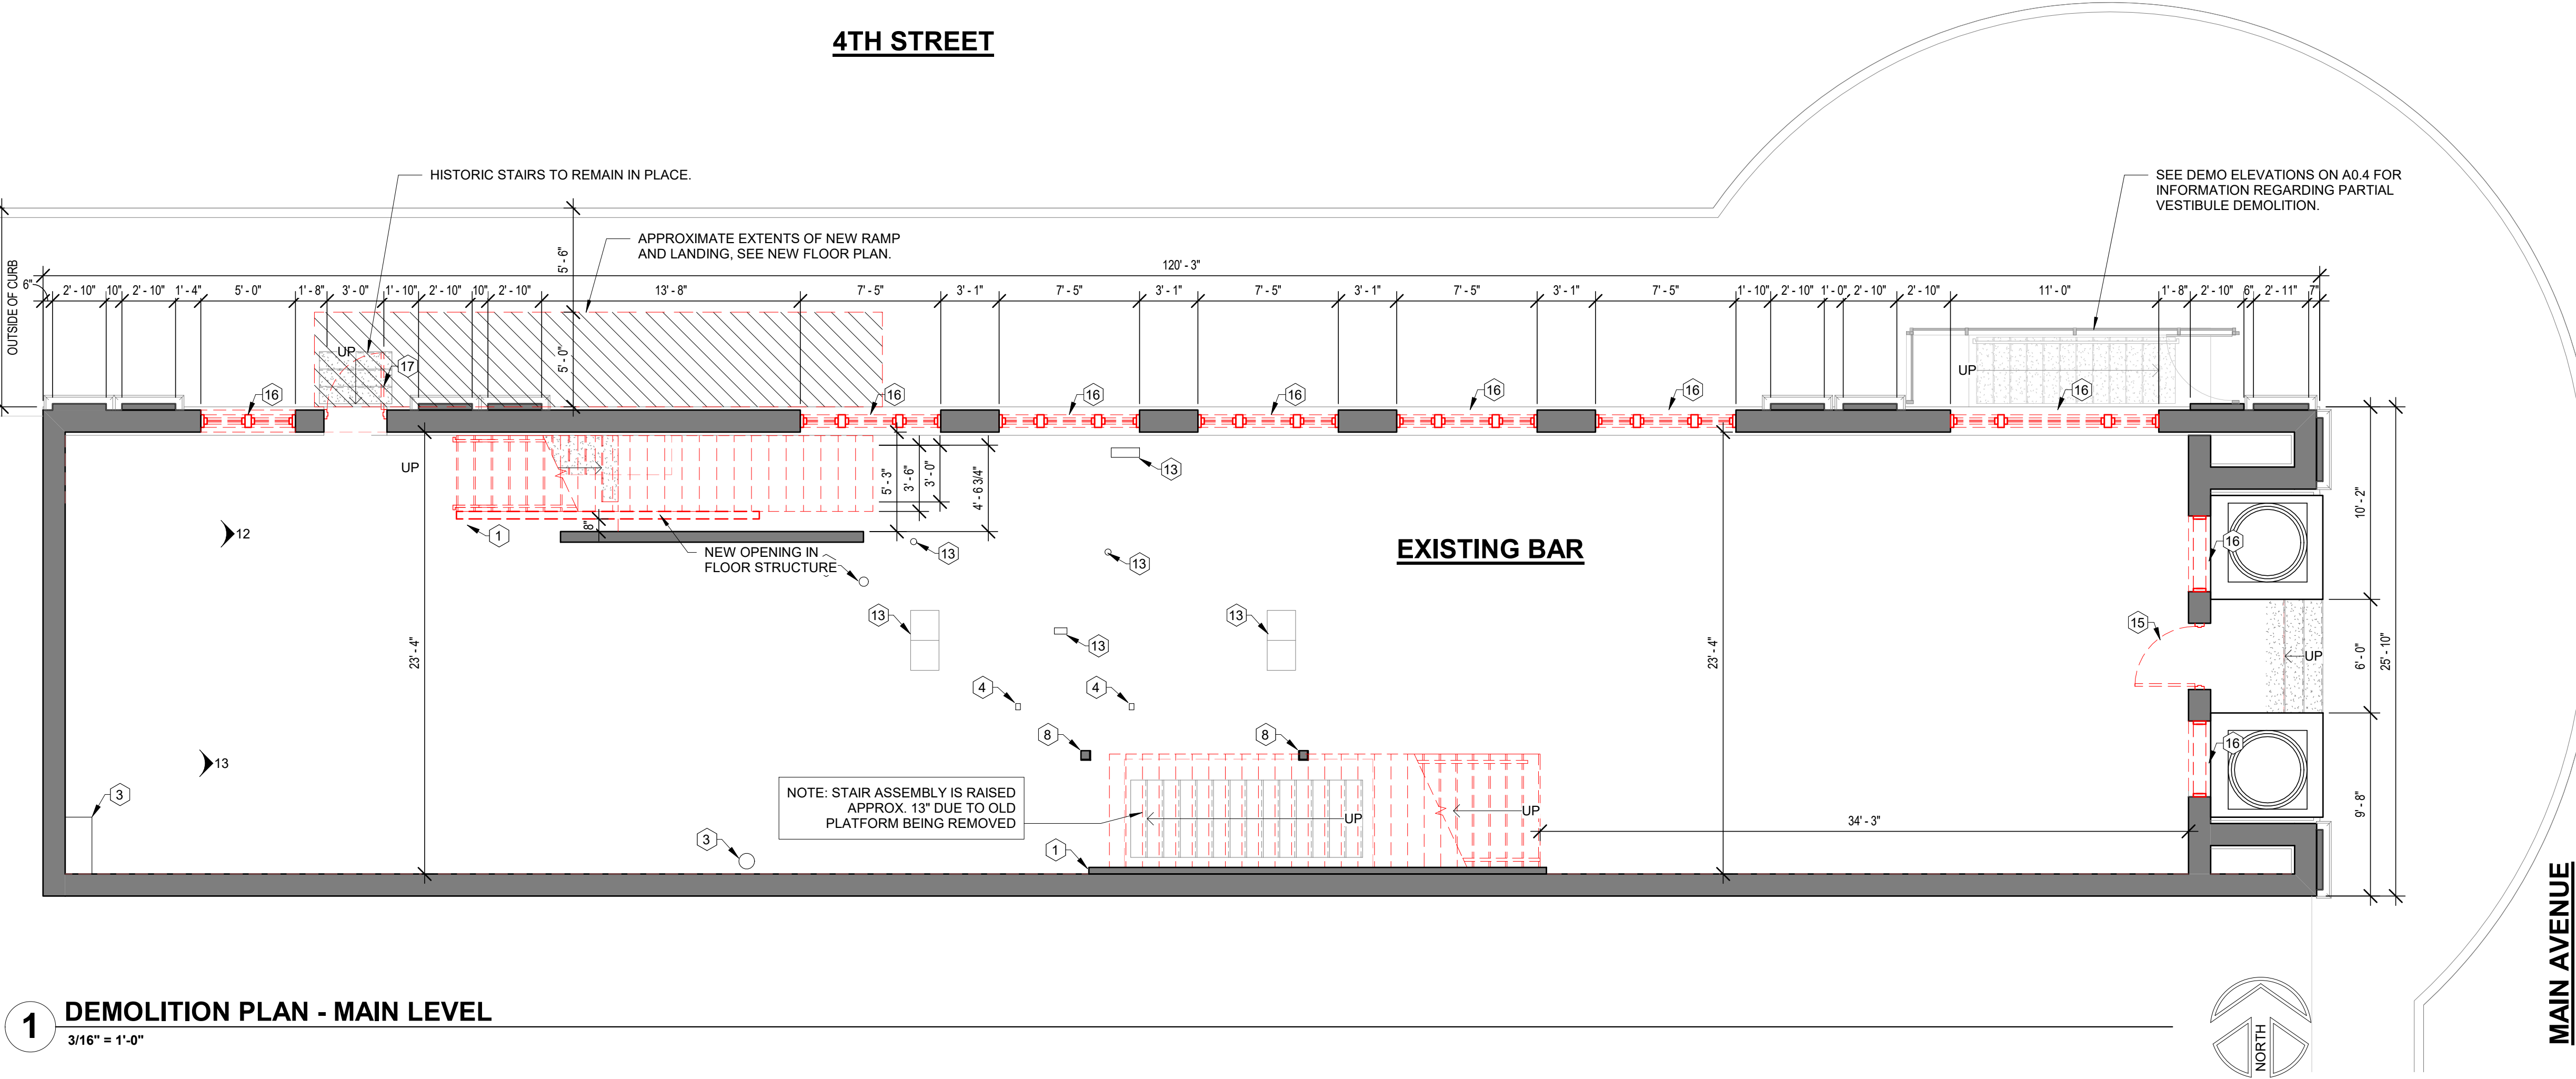 4TH STREET
HISTORIC STAIRS TO REMAIN IN PLACE.
SEE DEMO ELEVATIONS ON A0.4 FOR
INFORMATION REGARDING PARTIAL
VESTIBULE DEMOLITION.
APPROXIMATE EXTENTS OF NEW RAMP
AND LANDING, SEE NEW FLOOR PLAN.
OUTSIDE OF CURB
5' - 6"
120' - 3"
6"
2' - 10"
10"
2' - 10"
1' - 4"
5' - 0"
1' - 8"
3' - 0"
1' - 10"
2' - 10"
10"
2' - 10"
13' - 8"
7' - 5"
3' - 1"
7' - 5"
3' - 1"
7' - 5"
3' - 1"
7' - 5"
3' - 1"
7' - 5"
1' - 10"
2' - 10"
1' - 0"
2' - 10"
2' - 10"
11' - 0"
1' - 8"
2' - 10"
6"
2' - 11"
7"
UP
17
5' - 0"
UP
16
16
16
16
16
16
16
UP
5' - 3"
3' - 6"
3' - 0"
4' - 6 3/4"
13
12
1
8"
NEW OPENING IN
FLOOR STRUCTURE
13
13
EXISTING BAR
16
10' - 2"
13
13
13
15
23' - 4"
23' - 4"
UP
6' - 0"
25' - 10"
4
4
8
8
16
13
3
NOTE: STAIR ASSEMBLY IS RAISED
APPROX. 13" DUE TO OLD
PLATFORM BEING REMOVED
UP
UP
34' - 3"
9' - 8"
3
1
MAIN AVENUE
1
DEMOLITION PLAN - MAIN LEVEL
3/16" = 1'-0"
NORTH